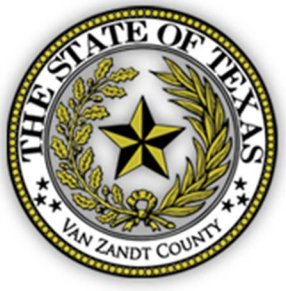 THE STATE OF TEXAS
VAN ZANDT COUNTY